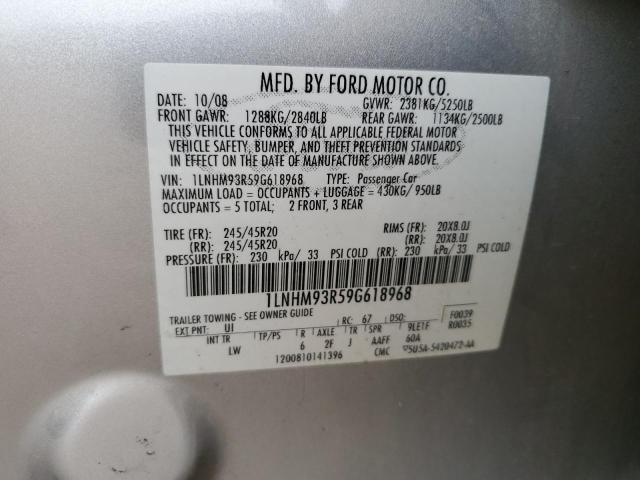 MFD. BY FORD MOTOR CO.
DATE: 10/08 GVWR: 2381KG/5250LB
FRONT GAWR: 1288KG/2840LB REAR GAWR: 1134KG/2500LB
THIS VEHICLE CONFORMS TO ALL APPLICABLE FEDERAL MOTOR
VEHICLE SAFETY, BUMPER, AND THEFT PREVENTION STANDARDS
IN EFFECT ON THE DATE OF MANUFACTURE SHOWN ABOVE.
VIN: 1LNHM93R59G618968 TYPE: Passenger Car
MAXIMUM LOAD = OCCUPANTS + LUGGAGE = 430KG/950LB
OCCUPANTS = 5 TOTAL; 2 FRONT, 3 REAR
TIRE (FR): 245/45R20 RIMS (FR): 20X8.0J
(RR): 245/45R20 (RR): 20X8.0J
PRESSURE (FR): 230 kPa/ 33 PSI COLD (RR): 230 kPa/ 33 PSI COLD
1LNHM93R59G618968
TRAILER TOWING - SEE OWNER GUIDE
EXT PNT: UI RC: 67 DSO: F0039
R0035
INT TR TP/PS R AXLE TR SPR 9LE1F
LW 6 2F J AAFF 60A
1200810141396 CMC 5U5A-5420472-AA